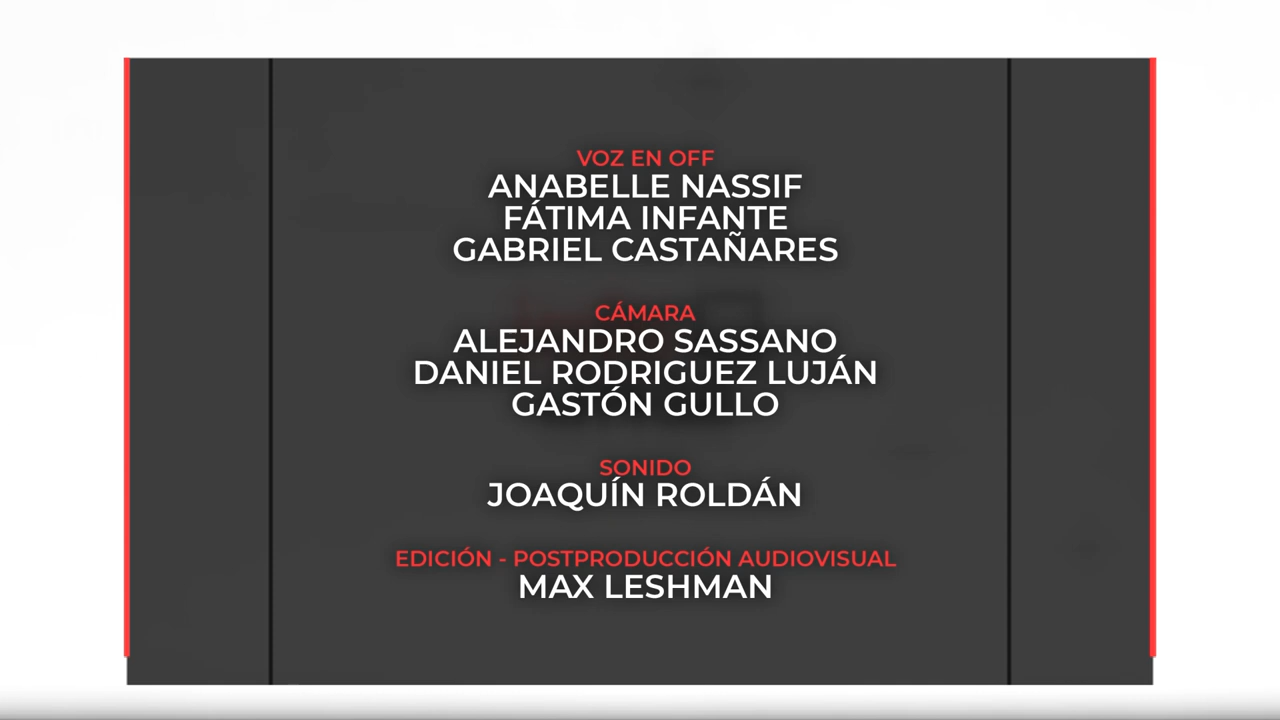 VOZ EN OFF
ANABELLE NASSIF
FÁTIMA INFANTE
GABRIEL CASTAÑARES
CÁMARA
ALEJANDRO SASSANO
DANIEL RODRIGUEZ LUJÁN
GASTÓN GULLO
SONIDO
JOAQUÍN ROLDÁN
EDICIÓN - POSTPRODUCCIÓN AUDIOVISUAL
MAX LESHMAN